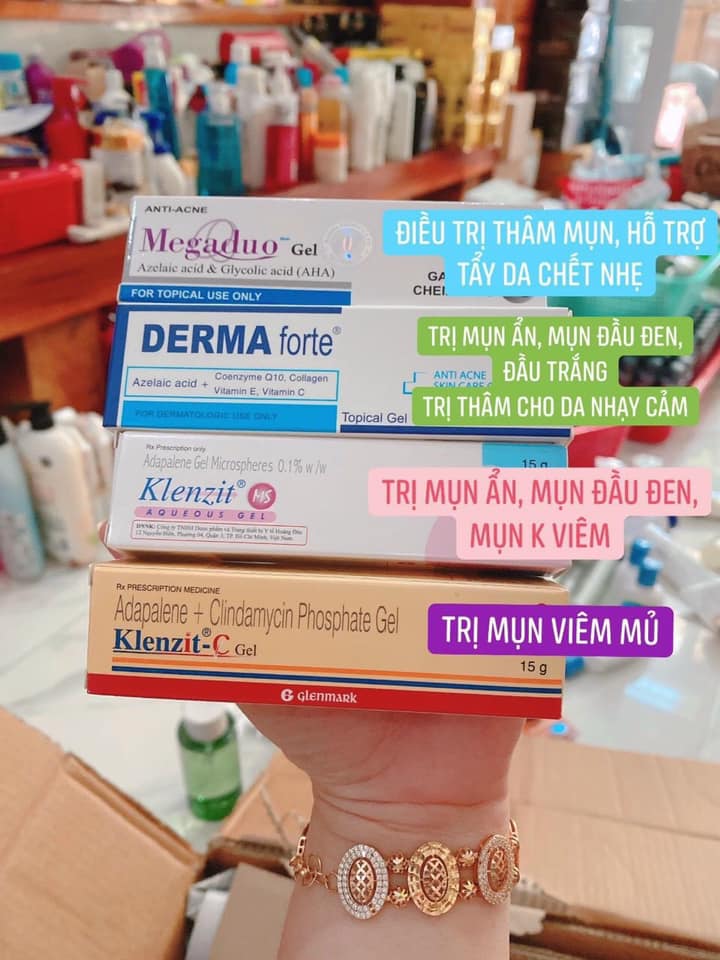 ANTI-ACNE
Megaduo Gel
Azelaic acid & Glycolic acid (AHA)
FOR TOPICAL USE ONLY
ĐIỀU TRỊ THÂM MỤN, HỖ TRỢ
TẨY DA CHẾT NHẸ
DERMA forte®
Azelaic acid +
Coenzyme Q10, Collagen
Vitamin E, Vitamin C
FOR DERMATOLOGIC USE ONLY
ANTI ACNE
Topical Gel
TRỊ MỤN ẨN, MỤN ĐẦU ĐEN,
ĐẦU TRẮNG
TRỊ THÂM CHO DA NHẠY CẢM
Rx Prescription only
Adapalene Gel Microspheres 0.1% w/w
Klenzit® MS
AQUEOUS GEL
15 g
TRỊ MỤN ẨN, MỤN ĐẦU ĐEN,
MỤN K VIÊM
Rx PRESCRIPTION MEDICINE
Adapalene + Clindamycin Phosphate Gel
Klenzit®-C Gel
15 g
glenmark
TRỊ MỤN VIÊM MỦ